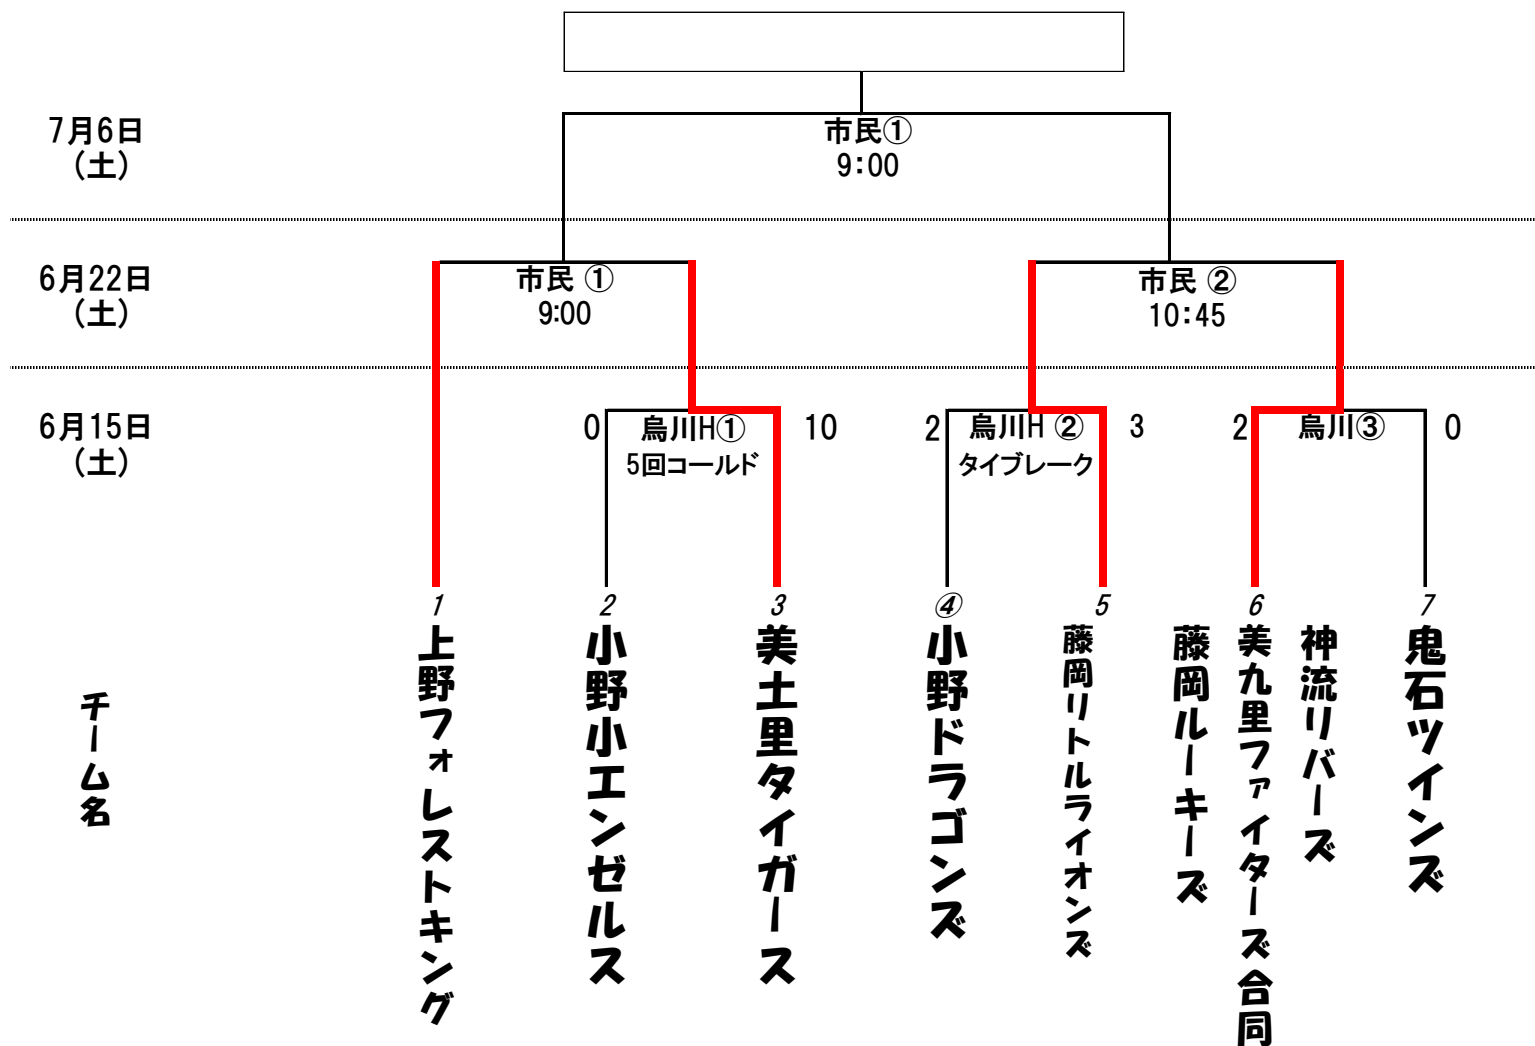 7月6日
(土)
市民①
9:00
6月22日
(土)
市民 ①
9:00
市民 ②
10:45
6月15日
(土)
0
烏川H①
10
5回コールド
2
烏川H ②
3
タイブレーク
2
烏川③
0
1
2
3
④
5
6
7
チーム名
上野フォレストキング
小野小エンゼルス
美土里タイガース
小野ドラゴンズ
藤岡リトルライオンズ
藤岡ルーキーズ
美九里ファイターズ合同
神流リバーズ
鬼石ツインズ